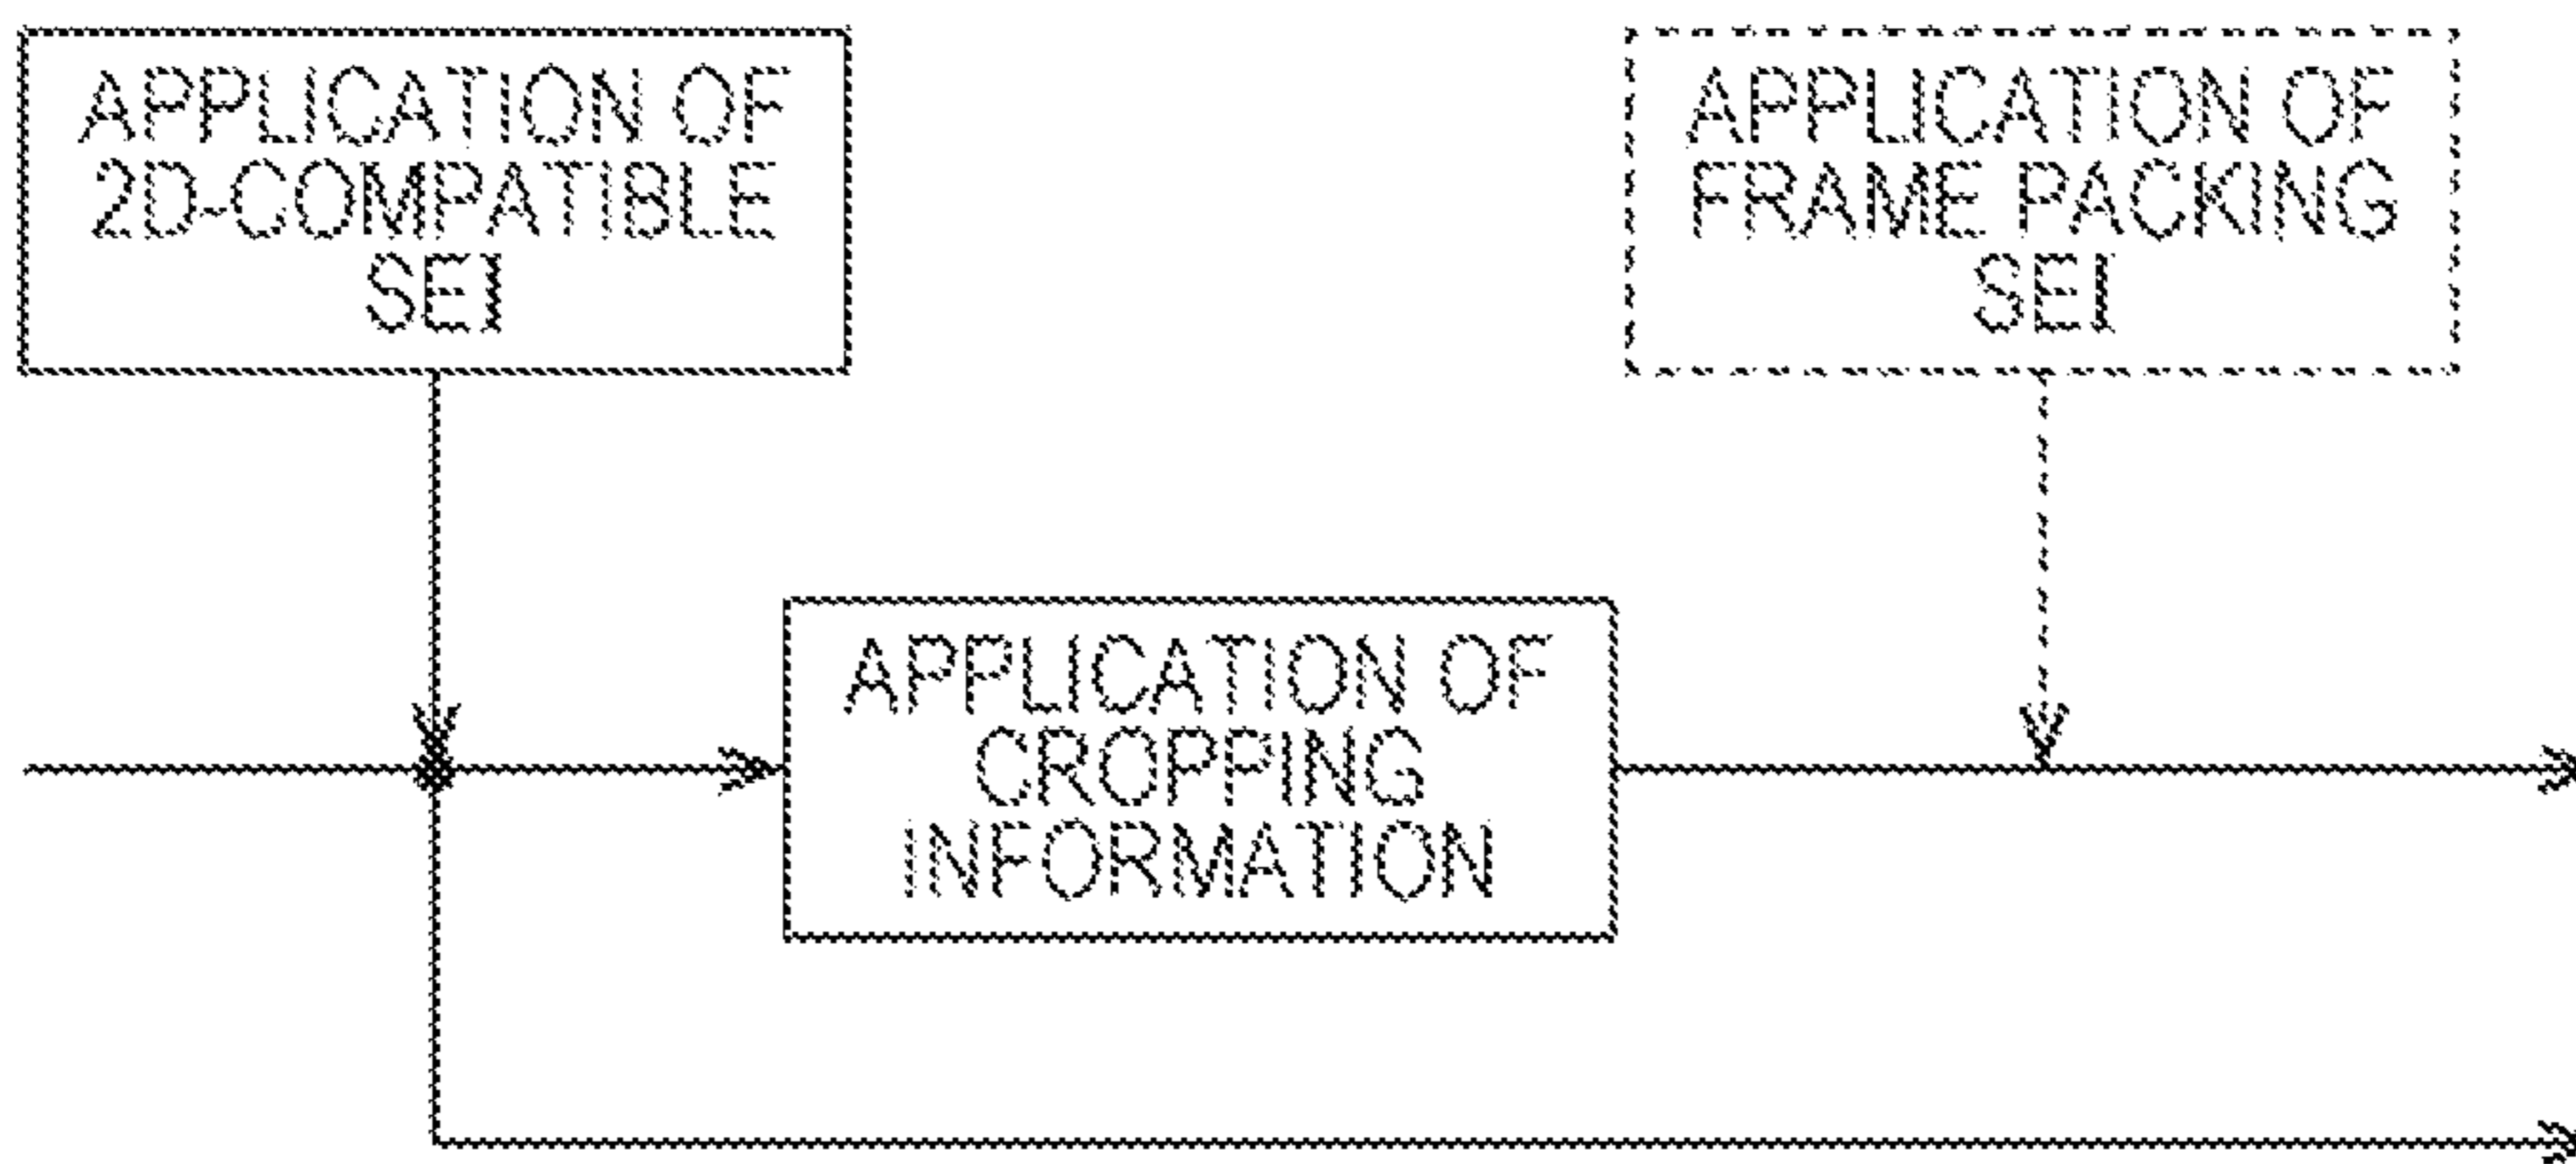 APPLICATION OF
2D-COMPATIBLE
SEI
APPLICATION OF
FRAME PACKING
SEI
APPLICATION OF
CROPPING
INFORMATION